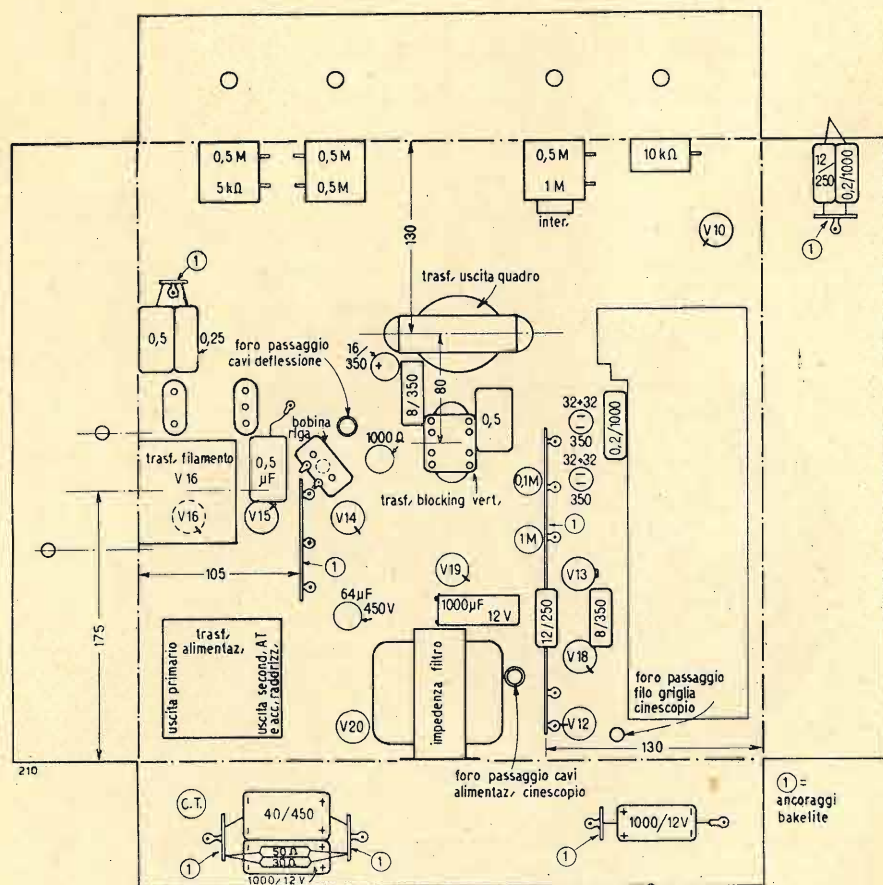 0,5 M
5 kΩ
0,5 M
0,5 M
0,5 M
1 M
inter.
10 kΩ
12/250
0,2/1000
1
V10
130
1
0,5
0,25
trasf. uscita quadro
foro passaggio
cavi deflessione
16
350
+
8/350
80
0,5
32+32
350
32+32
350
0,2/1000
bobina
riga
1000 Ω
trasf. filamento
V 16
V16
0,5
µF
V15
V14
trasf. blocking vert.
0,1M
1
1M
105
1
V19
V13
64µF
450V
1000µF
12 V
12/250
8/350
175
trasf.
alimentaz.
uscita primario
uscita second. AT
e acc. raddrizz.
V20
impedenza filtro
V18
V12
foro passaggio
filo griglia
cinescopio
130
210
foro passaggio cavi
alimentaz. cinescopio
1 =
ancoraggi
bakelite
C.T.
40/450
50 Ω
30 Ω
1000/12 V
1
1
1000/12V
1